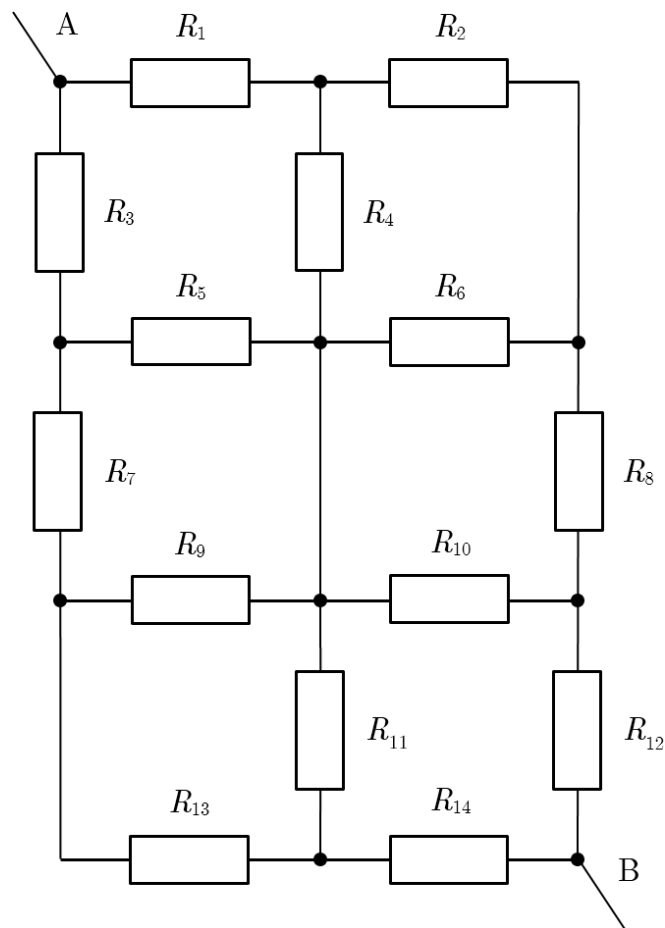 A
R₁ R₂
R₃ R₄
R₅ R₆
R₇ R₈
R₉ R₁₀
R₁₁ R₁₂
R₁₃ R₁₄
B